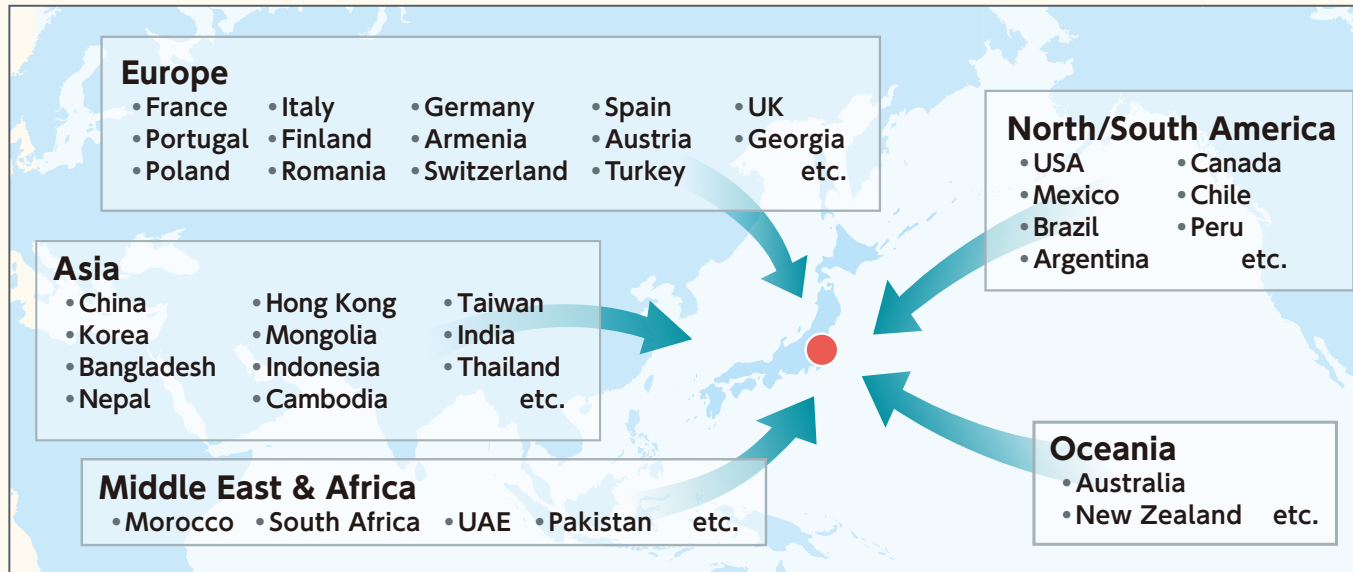 Europe
• France • Italy • Germany • Spain • UK
• Portugal • Finland • Armenia • Austria • Georgia
• Poland • Romania • Switzerland • Turkey etc.
North/South America
• USA • Canada
• Mexico • Chile
• Brazil • Peru
• Argentina etc.
Asia
• China • Hong Kong • Taiwan
• Korea • Mongolia • India
• Bangladesh • Indonesia • Thailand
• Nepal • Cambodia etc.
Middle East & Africa
• Morocco • South Africa • UAE • Pakistan etc.
Oceania
• Australia
• New Zealand etc.